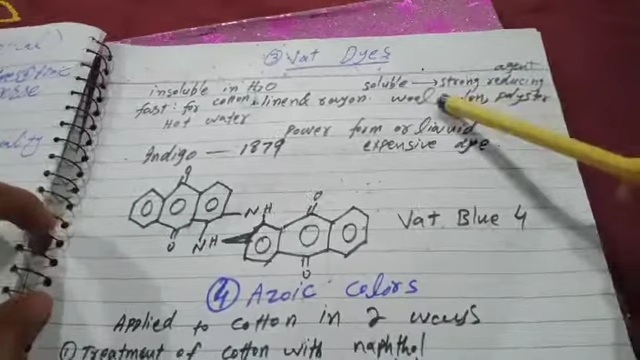 ③ Vat Dyes
insoluble in H2O soluble → strong reducing agent
fast: for cotton, linen & rayon. wool polyster
Hot water
power form or liquid
Indigo — 1879 expensive dye
O O
NH H
NH
O O
Vat Blue 4
④ Azoic colors
Applied to cotton in 2 ways
① Treatment of cotton with naphthol